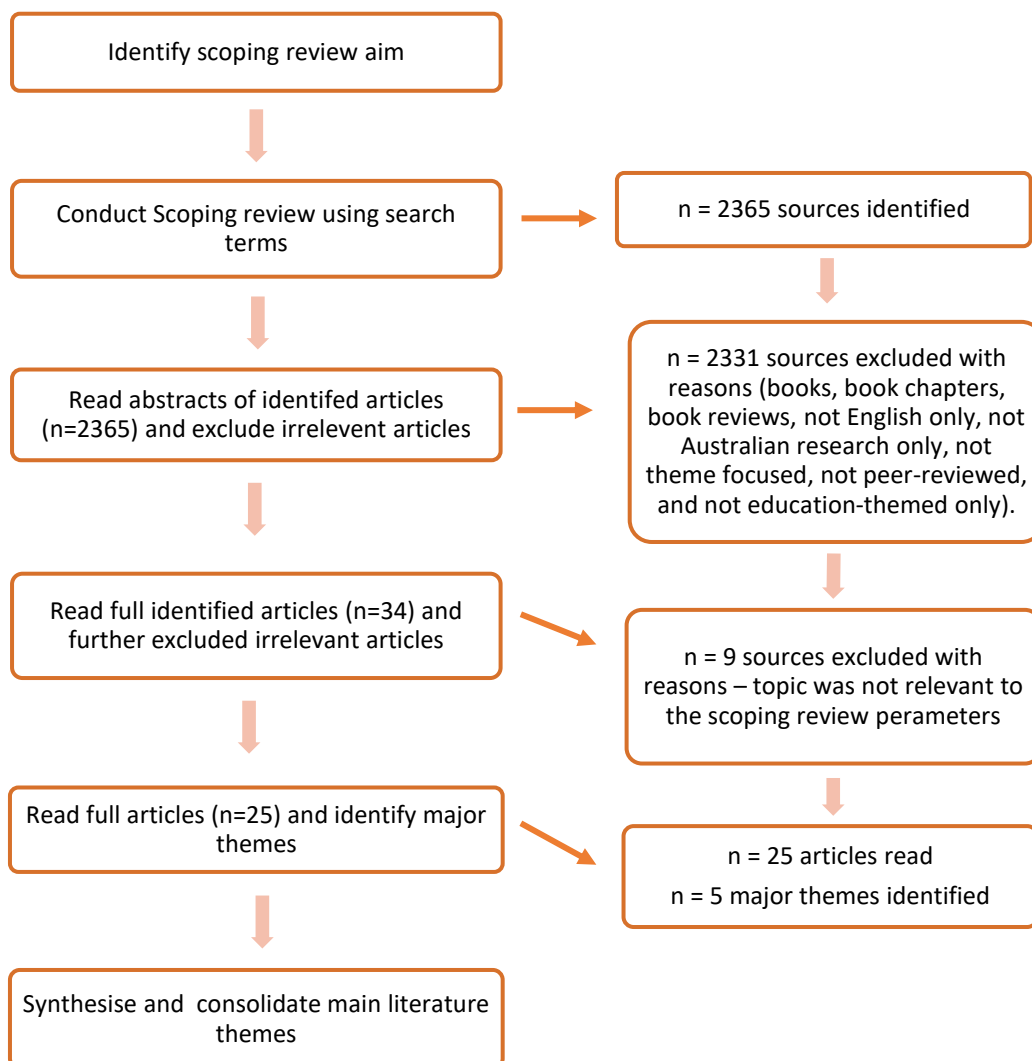 Identify scoping review aim
Conduct Scoping review using search
terms
n = 2365 sources identified
Read abstracts of identifed articles
(n=2365) and exclude irrelevent articles
n = 2331 sources excluded with
reasons (books, book chapters,
book reviews, not English only, not
Australian research only, not
theme focused, not peer-reviewed,
and not education-themed only).
Read full identified articles (n=34) and
further excluded irrelevant articles
n = 9 sources excluded with
reasons – topic was not relevant to
the scoping review perameters
Read full articles (n=25) and identify major
themes
n = 25 articles read
n = 5 major themes identified
Synthesise and consolidate main literature
themes